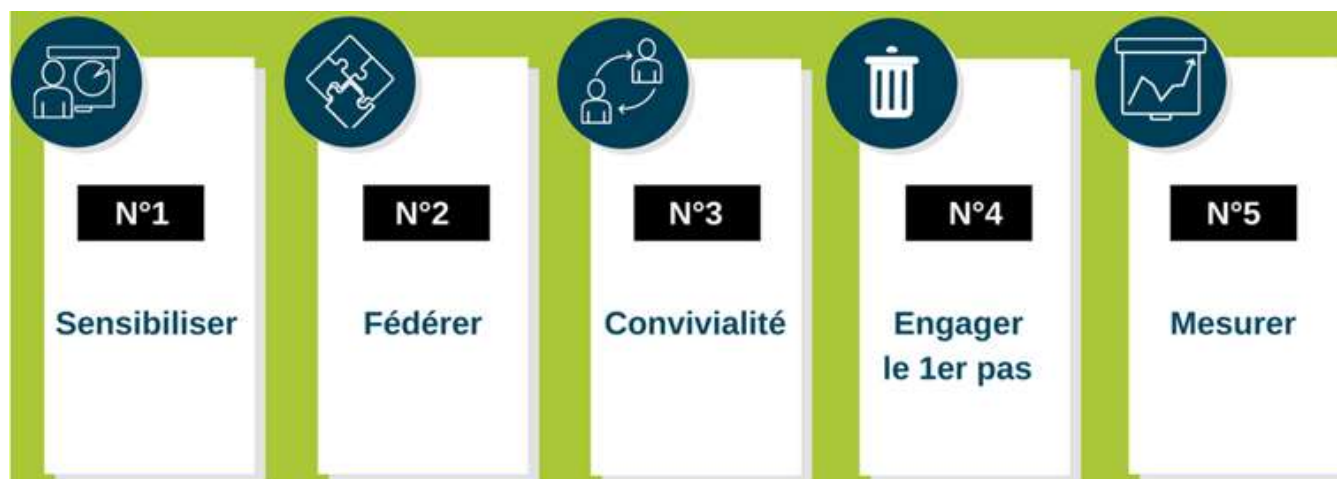 N°1
Sensibiliser
N°2
Fédérer
N°3
Convivialité
N°4
Engager
le 1er pas
N°5
Mesurer